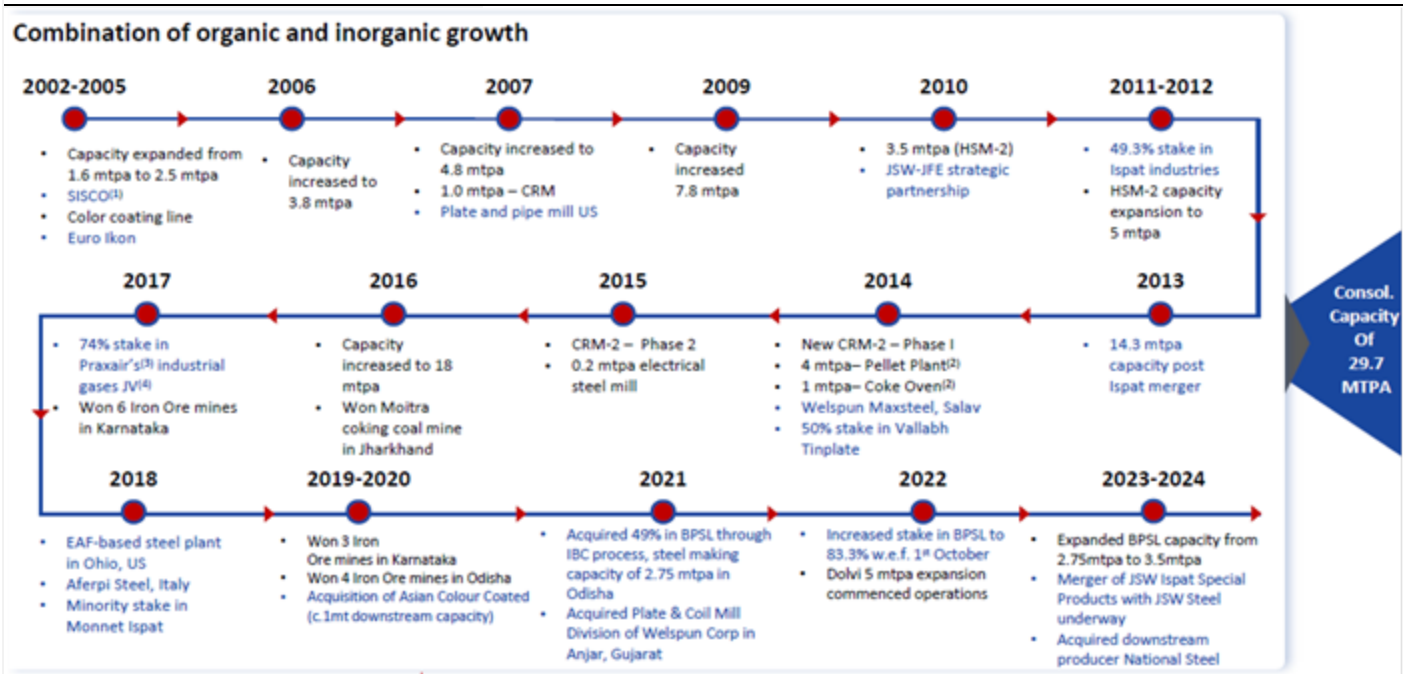 Combination of organic and inorganic growth
2002-2005
• Capacity expanded from
1.6 mtpa to 2.5 mtpa
• SISCO(1)
• Color coating line
• Euro Ikon
2006
• Capacity
increased to
3.8 mtpa
2007
• Capacity increased to
4.8 mtpa
• 1.0 mtpa – CRM
• Plate and pipe mill US
2009
• Capacity
increased
7.8 mtpa
2010
• 3.5 mtpa (HSM-2)
• JSW-JFE strategic
partnership
2011-2012
• 49.3% stake in
Ispat industries
• HSM-2 capacity
expansion to
5 mtpa
2013
• 14.3 mtpa
capacity post
Ispat merger
2014
• New CRM-2 – Phase I
• 4 mtpa– Pellet Plant(2)
• 1 mtpa– Coke Oven(2)
• Welspun Maxsteel, Salav
• 50% stake in Vallabh
Tinplate
2015
• CRM-2 – Phase 2
• 0.2 mtpa electrical
steel mill
2016
• Capacity
increased to 18
mtpa
• Won Moitra
coking coal mine
in Jharkhand
2017
• 74% stake in
Praxair's(3) industrial
gases JV(4)
• Won 6 Iron Ore mines
in Karnataka
2018
• EAF-based steel plant
in Ohio, US
• Aferpi Steel, Italy
• Minority stake in
Monnet Ispat
2019-2020
• Won 3 Iron
Ore mines in Karnataka
• Won 4 Iron Ore mines in Odisha
• Acquisition of Asian Colour Coated
(c.1mt downstream capacity)
2021
• Acquired 49% in BPSL through
IBC process, steel making
capacity of 2.75 mtpa in
Odisha
• Acquired Plate & Coil Mill
Division of Welspun Corp in
Anjar, Gujarat
2022
• Increased stake in BPSL to
83.3% w.e.f. 1st October
• Dolvi 5 mtpa expansion
commenced operations
2023-2024
• Expanded BPSL capacity from
2.75mtpa to 3.5mtpa
• Merger of JSW Ispat Special
Products with JSW Steel
underway
• Acquired downstream
producer National Steel
Consol.
Capacity
Of
29.7
MTPA